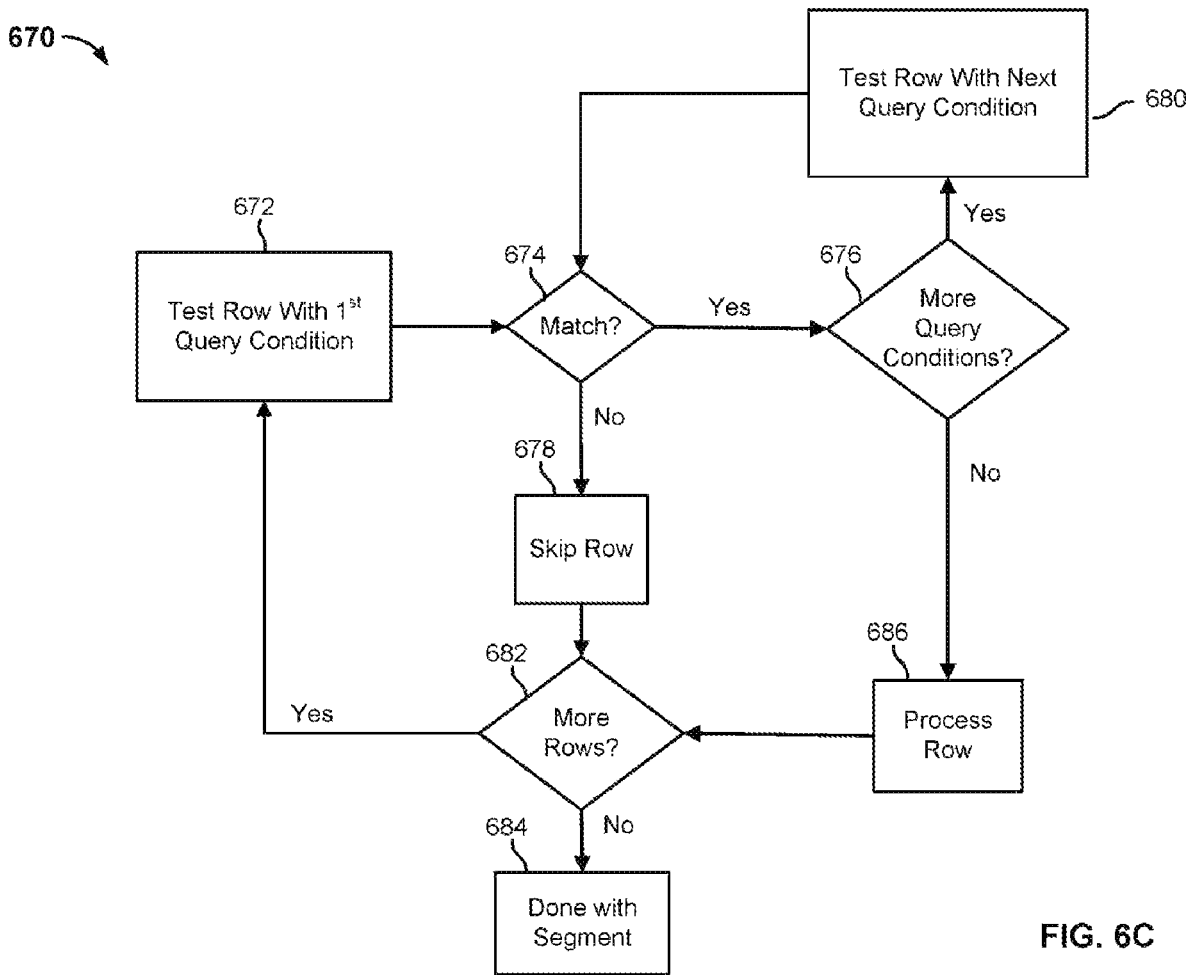 670
Test Row With Next
Query Condition
680
Yes
672
Test Row With 1st
Query Condition
674
Match?
Yes
676
More
Query
Conditions?
No
No
678
Skip Row
682
More
Rows?
Yes
686
Process
Row
No
684
Done with
Segment
FIG. 6C